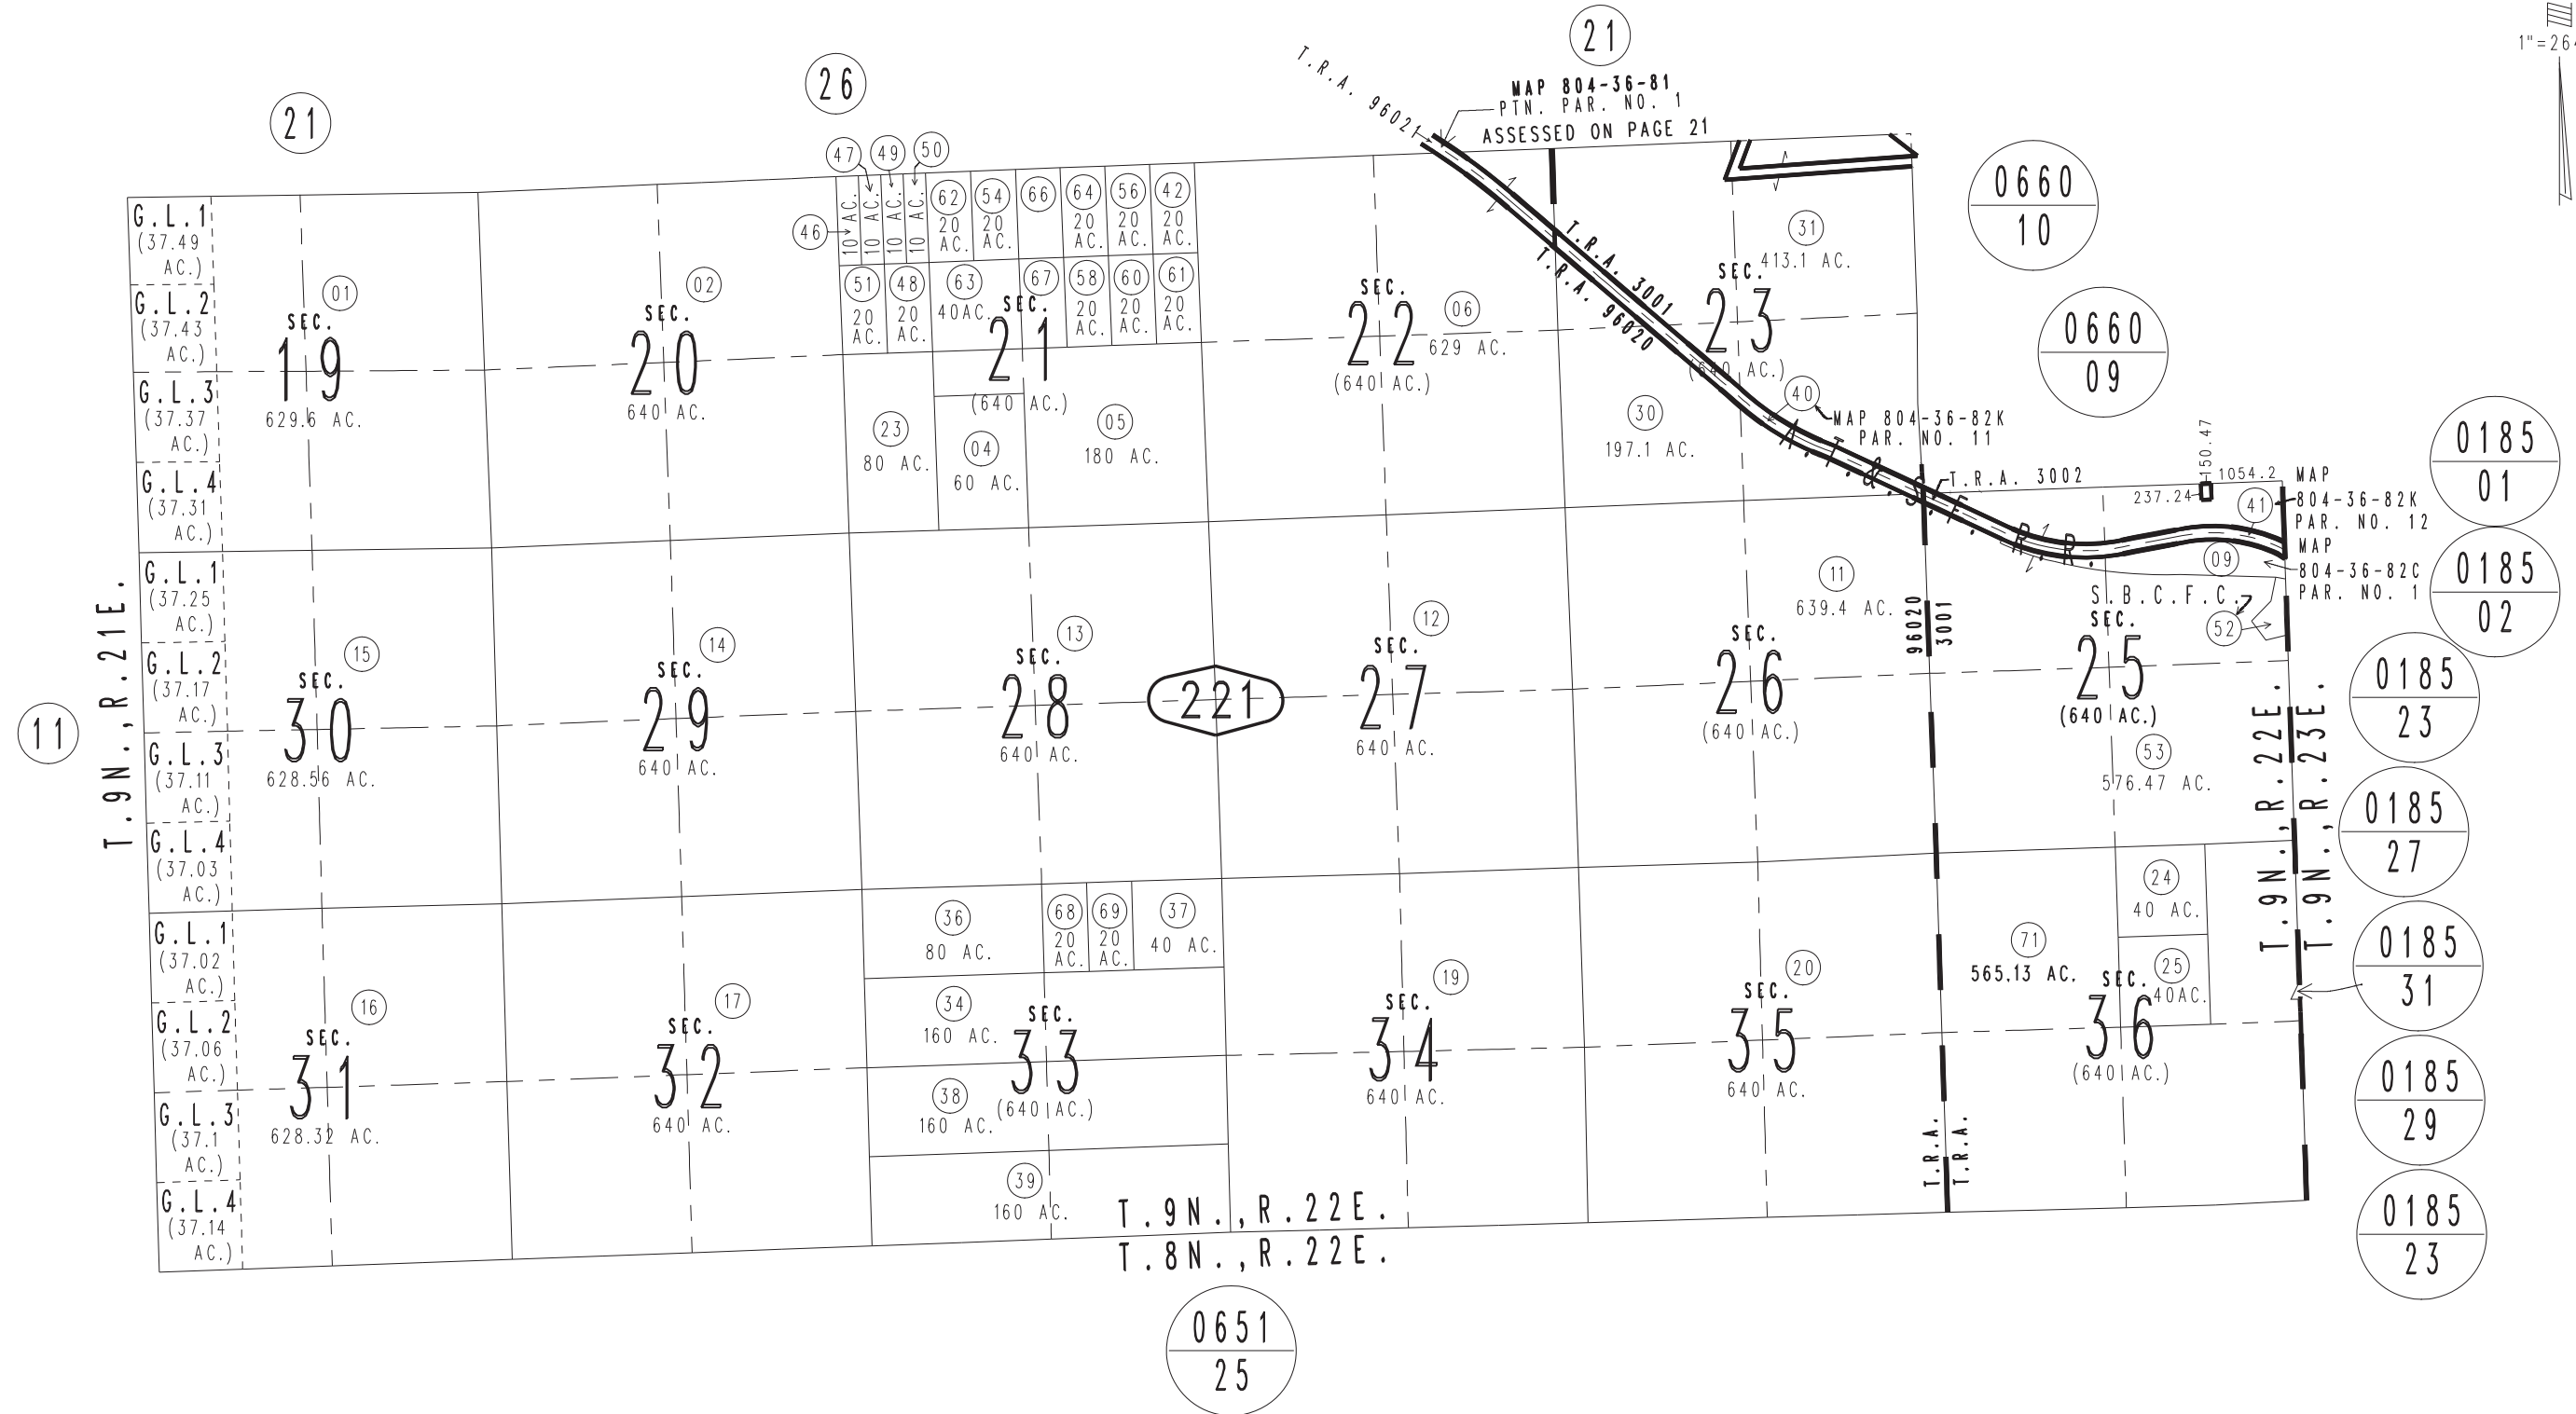 21
26
21
1"=26
T.R.A. 96021
MAP 804-36-81
PTN. PAR. NO. 1
ASSESSED ON PAGE 21
0660
10
0660
09
0185
01
0185
02
0185
23
0185
27
0185
31
0185
29
0185
23
0651
25
11
T.9N.,R.21E.
G.L.1
(37.49
AC.)
G.L.2
(37.43
AC.)
G.L.3
(37.37
AC.)
G.L.4
(37.31
AC.)
01
SEC.
19
629.6 AC.
02
SEC.
20
640 AC.
47
49
50
46
10 AC.
10 AC.
10 AC.
10 AC.
62
20
AC.
54
20
AC.
66
64
20
AC.
56
20
AC.
42
20
AC.
51
20
AC.
48
20
AC.
63
40AC.
67
58
20
AC.
60
20
AC.
61
20
AC.
SEC.
21
(640 AC.)
23
80 AC.
04
60 AC.
05
180 AC.
SEC.
22
(640 AC.)
06
629 AC.
T.R.A. 3001
T.R.A. 96020
31
413.1 AC.
SEC.
23
(640 AC.)
30
197.1 AC.
40
MAP 804-36-82K
PAR. NO. 11
A.T.&S.F. R.R.
T.R.A. 3002
150.47
1054.2
237.24
41
MAP
804-36-82K
PAR. NO. 12
09
MAP
804-36-82C
PAR. NO. 1
S.B.C.F.C.
52
G.L.1
(37.25
AC.)
G.L.2
(37.17
AC.)
G.L.3
(37.11
AC.)
G.L.4
(37.03
AC.)
15
SEC.
30
628.56 AC.
14
SEC.
29
640 AC.
13
SEC.
28
640 AC.
221
12
SEC.
27
640 AC.
11
639.4 AC.
SEC.
26
(640 AC.)
96020
3001
SEC.
25
(640 AC.)
53
576.47 AC.
T.9N.,R.22E.
T.9N.,R.23E.
G.L.1
(37.02
AC.)
G.L.2
(37.06
AC.)
G.L.3
(37.1
AC.)
G.L.4
(37.14
AC.)
16
SEC.
31
628.32 AC.
17
SEC.
32
640 AC.
36
80 AC.
68
20
AC.
69
20
AC.
37
40 AC.
34
160 AC.
SEC.
33
(640 AC.)
38
160 AC.
39
160 AC.
19
SEC.
34
640 AC.
20
SEC.
35
640 AC.
T.R.A.
T.R.A.
71
565.13 AC.
24
40 AC.
25
40AC.
SEC.
36
(640 AC.)
T.9N.,R.22E.
T.8N.,R.22E.